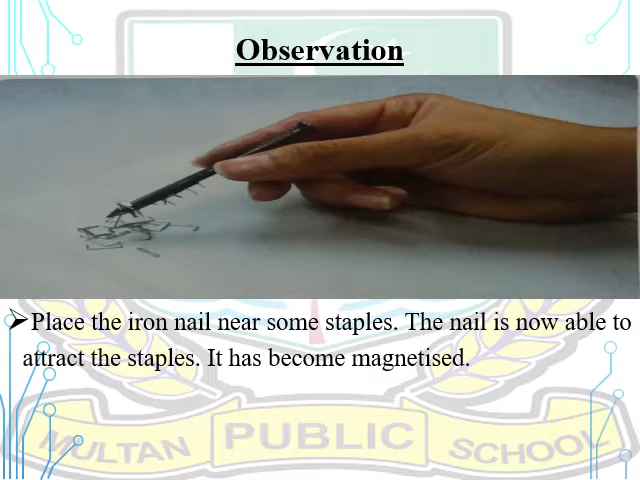 Observation
➢Place the iron nail near some staples. The nail is now able to
attract the staples. It has become magnetised.
MULTAN PUBLIC SCHOOL